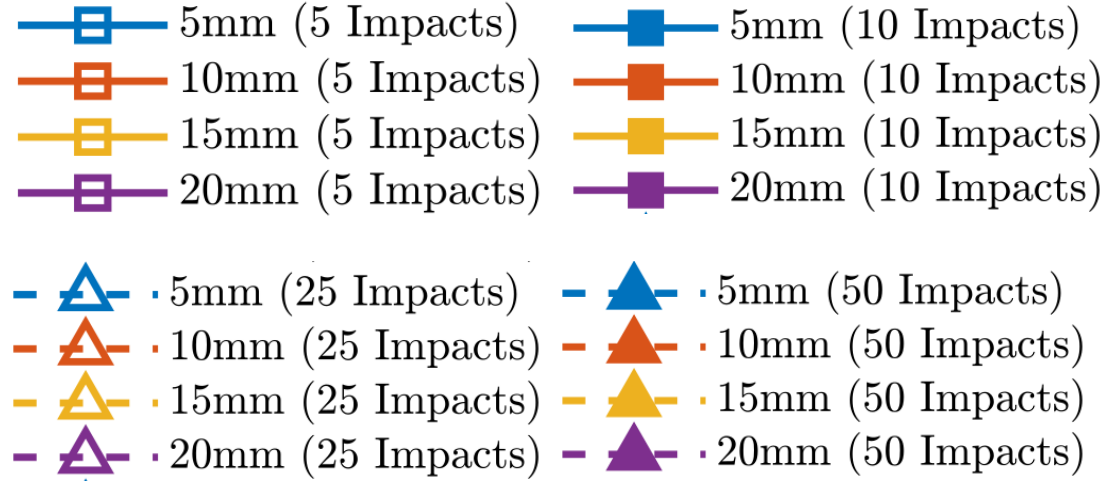 5mm (5 Impacts)
10mm (5 Impacts)
15mm (5 Impacts)
20mm (5 Impacts)
5mm (10 Impacts)
10mm (10 Impacts)
15mm (10 Impacts)
20mm (10 Impacts)
5mm (25 Impacts)
10mm (25 Impacts)
15mm (25 Impacts)
20mm (25 Impacts)
5mm (50 Impacts)
10mm (50 Impacts)
15mm (50 Impacts)
20mm (50 Impacts)